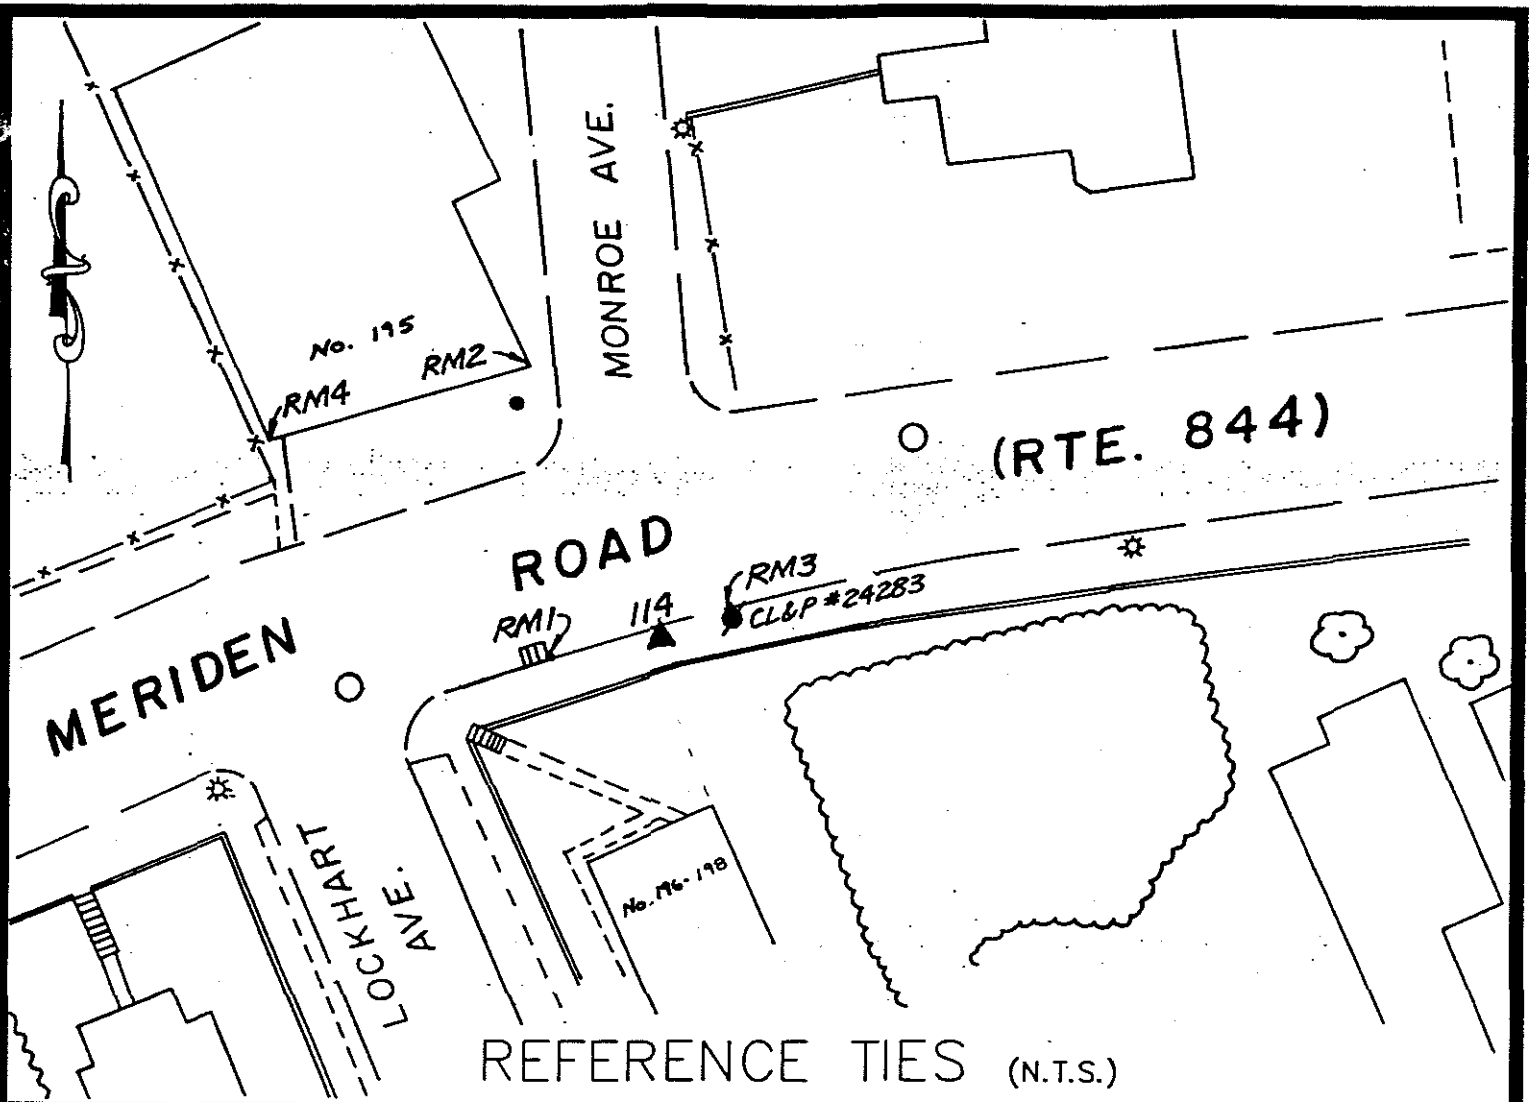 MONROE AVE.
No. 195
RM2
RM4
(RTE. 844)
MERIDEN ROAD
RM3
CL&P #24283
RM1
114
LOCKHART
AVE.
No. 196-198
REFERENCE TIES (N.T.S.)